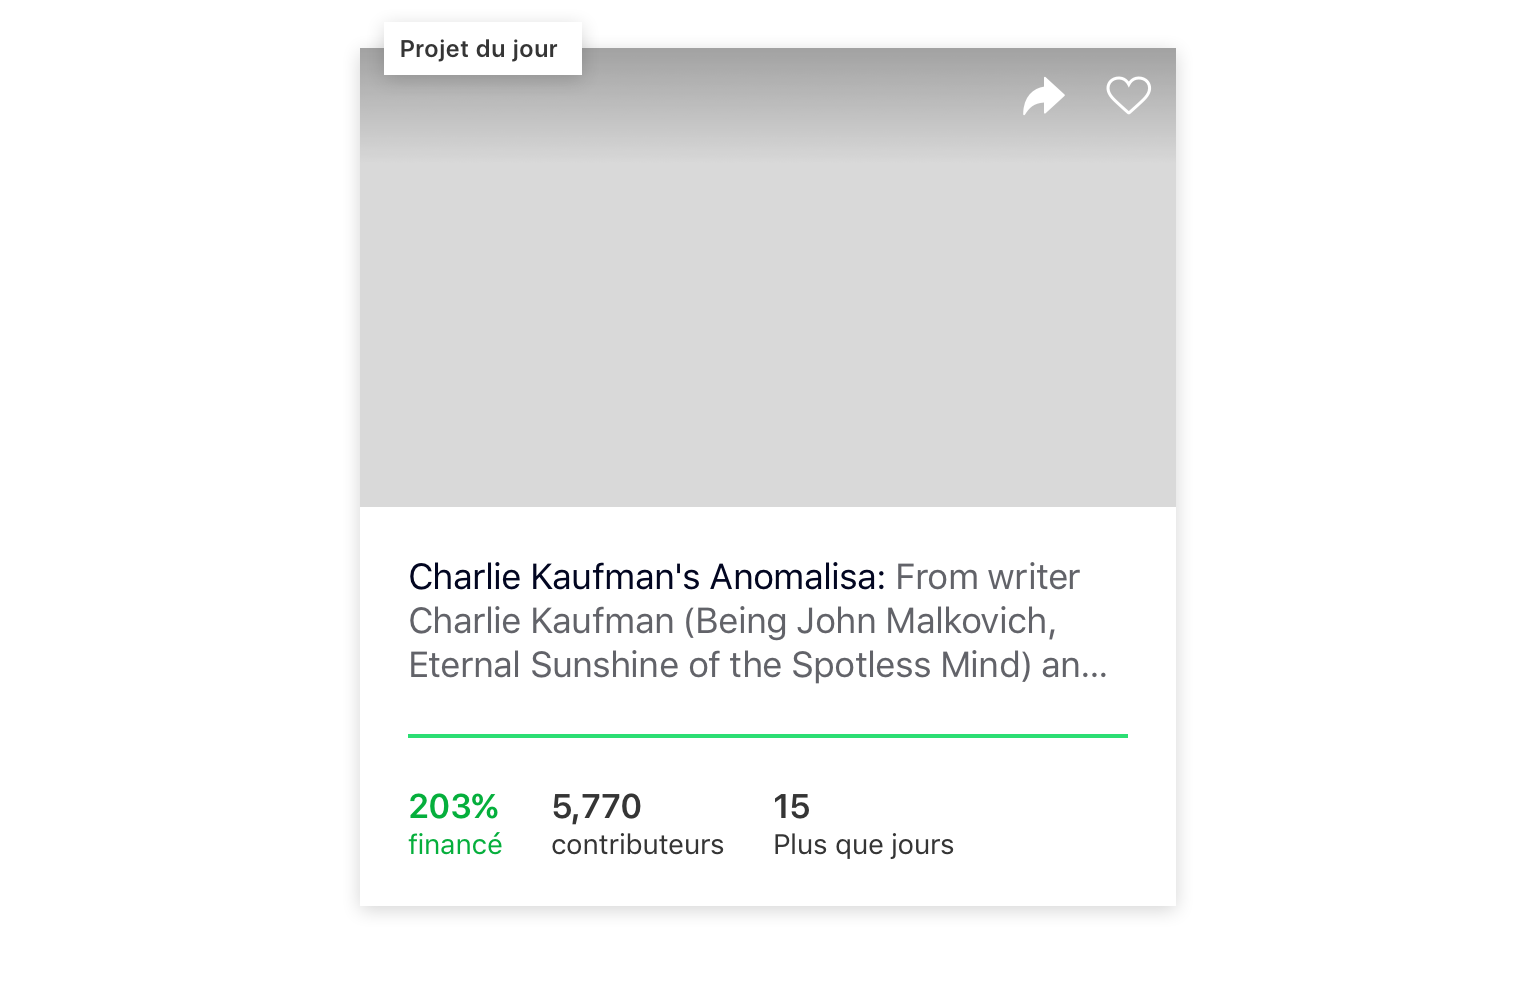 Projet du jour
Charlie Kaufman's Anomalisa: From writer
Charlie Kaufman (Being John Malkovich,
Eternal Sunshine of the Spotless Mind) an...
203% 5,770 15
financé contributeurs Plus que jours